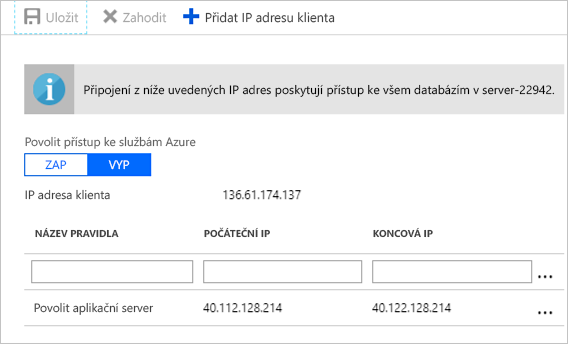 Uložit Zahodit Přidat IP adresu klienta
Připojení z níže uvedených IP adres poskytují přístup ke všem databázím v server-22942.
Povolit přístup ke službám Azure
ZAP VYP
IP adresa klienta 136.61.174.137
NÁZEV PRAVIDLA POČÁTEČNÍ IP KONCOVÁ IP
...
Povolit aplikační server 40.112.128.214 40.122.128.214 ...